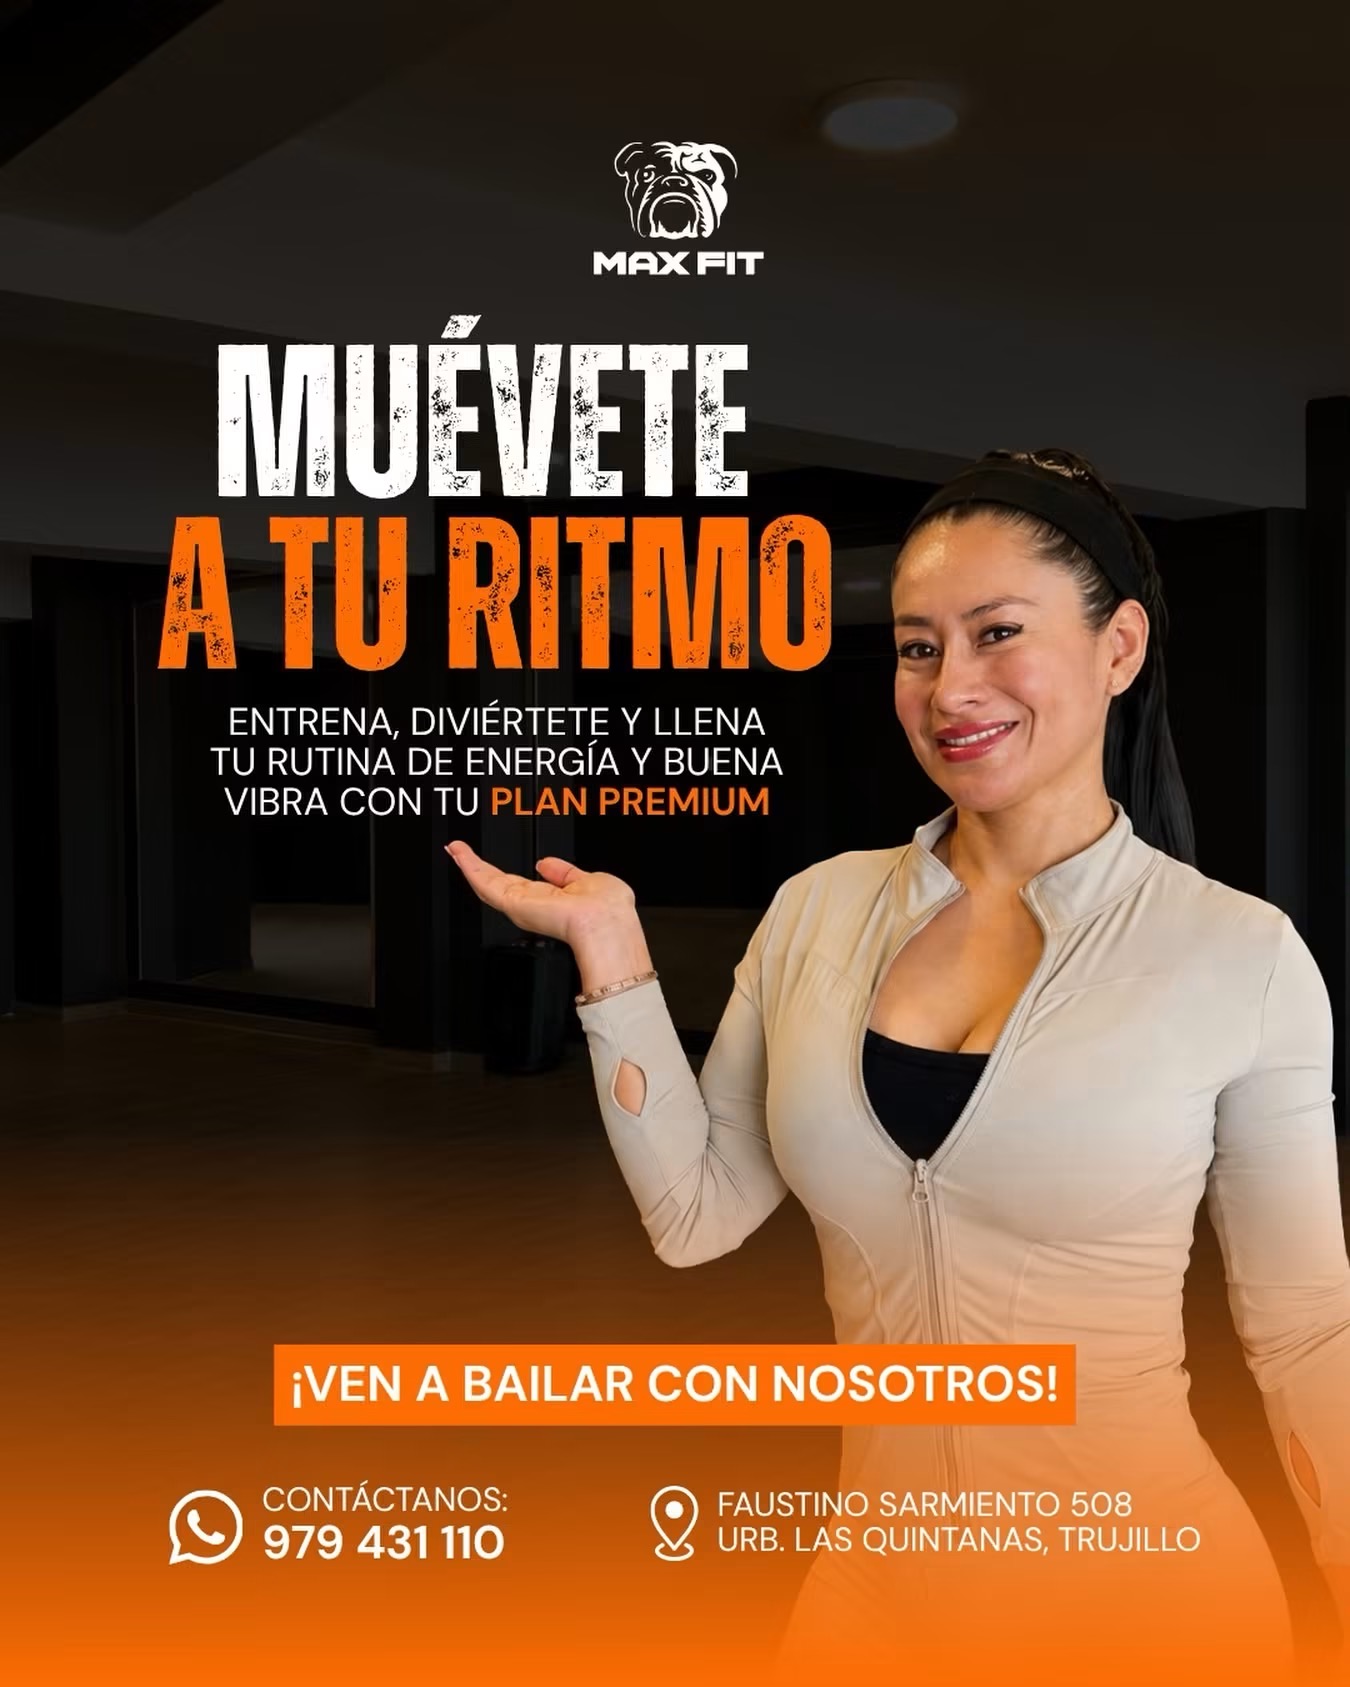 MAX FIT
MUÉVETE
A TU RITMO
ENTRENA, DIVIÉRTETE Y LLENA
TU RUTINA DE ENERGÍA Y BUENA
VIBRA CON TU PLAN PREMIUM
¡VEN A BAILAR CON NOSOTROS!
CONTÁCTANOS:
979 431 110
FAUSTINO SARMIENTO 508
URB. LAS QUINTANAS, TRUJILLO